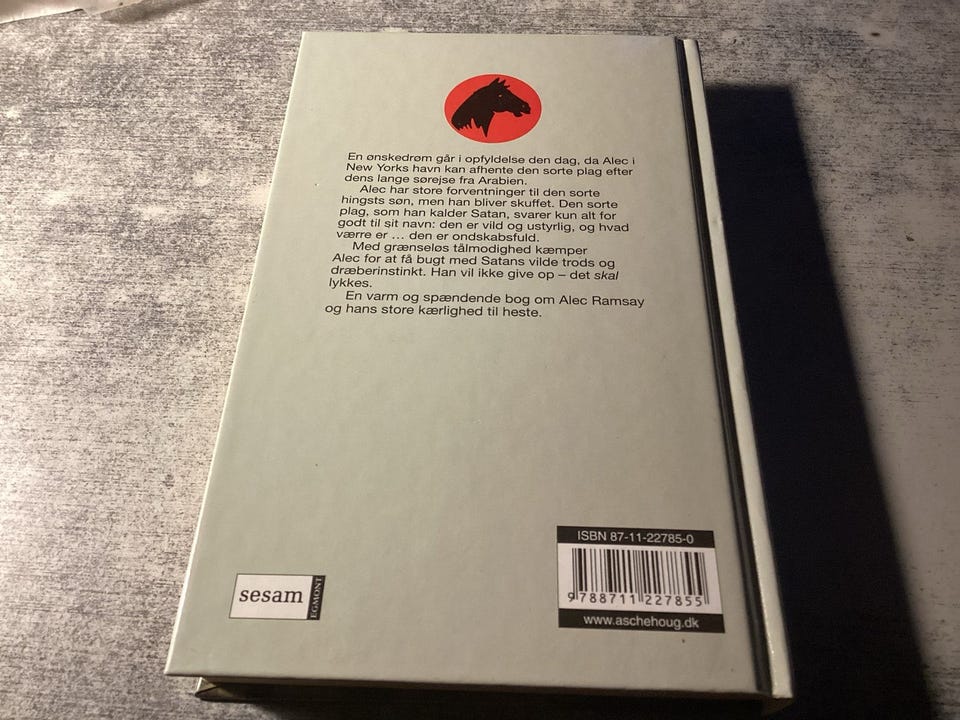 En ønskedrøm går i opfyldelse den dag, da Alec i
New Yorks havn kan afhente den sorte plag efter
dens lange sørejse fra Arabien.
Alec har store forventninger til den sorte
hingsts søn, men han bliver skuffet. Den sorte
plag, som han kalder Satan, svarer kun alt for
godt til sit navn: den er vild og ustyrlig, og hvad
værre er ... den er ondskabsfuld.
Med grænseløs tålmodighed kæmper
Alec for at få bugt med Satans vilde trods og
dræberinstinkt. Han vil ikke give op – det skal
lykkes.
En varm og spændende bog om Alec Ramsay
og hans store kærlighed til heste.
sesam
EGMONT
ISBN 87-11-22785-0
9 788711 227855
www.aschehoug.dk